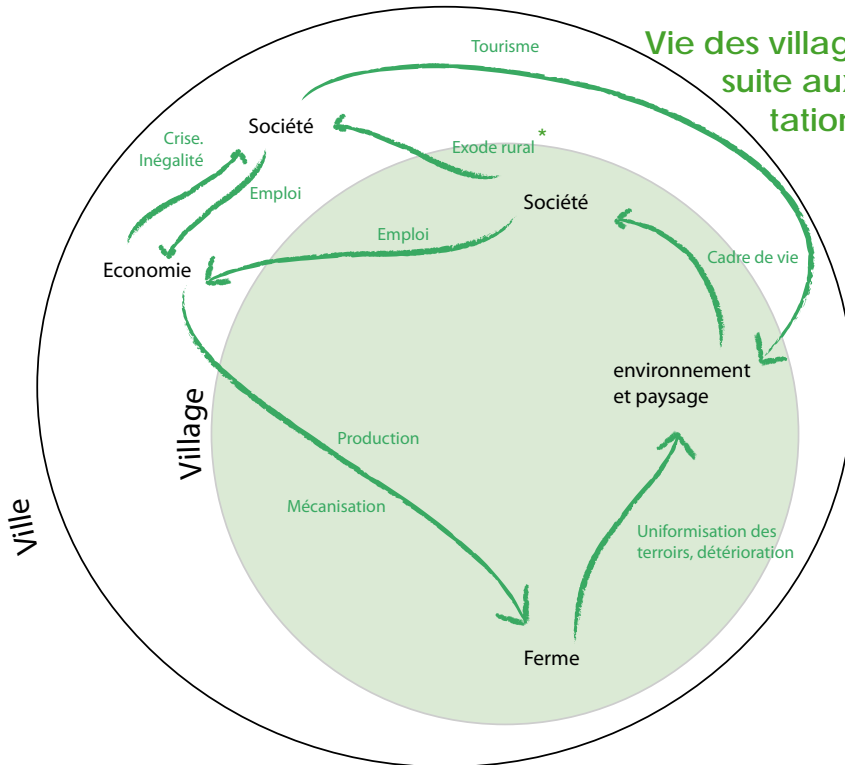 Tourisme
Vie des villag
suite aux
tation
Société
Crise.
Inégalité
Exode rural*
Emploi
Société
Emploi
Cadre de vie
Economie
environnement
et paysage
Village
Production
Mécanisation
Ville
Uniformisation des
terroirs, détérioration
Ferme